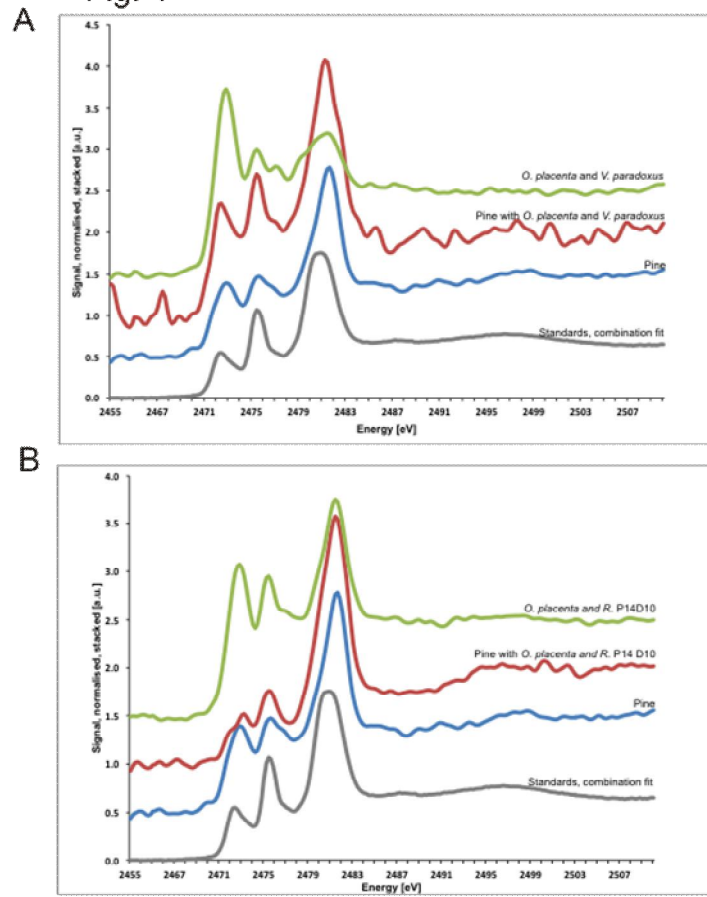 A
4.5
4.0
3.5
3.0
2.5
2.0
1.5
1.0
0.5
0.0
Signal, normalised, stacked [a.u.]
O. placenta and V. paradoxus
Pine with O. placenta and V. paradoxus
Pine
Standards, combination fit
2455 2467 2471 2475 2479 2483 2487 2491 2495 2499 2503 2507
Energy [eV]
B
4.0
3.5
3.0
2.5
2.0
1.5
1.0
0.5
0.0
Signal, normalised, stacked [a.u.]
O. placenta and R. P14D10
Pine with O. placenta and R. P14 D10
Pine
Standards, combination fit
2455 2467 2471 2475 2479 2483 2487 2491 2495 2499 2503 2507
Energy [eV]